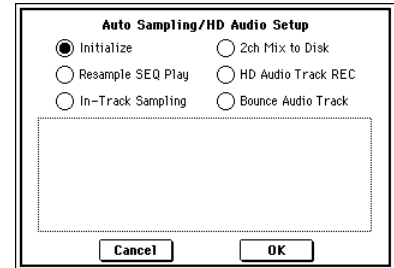 Auto Sampling/HD Audio Setup
Initialize
2ch Mix to Disk
Resample SEQ Play
HD Audio Track REC
In-Track Sampling
Bounce Audio Track
Cancel
OK